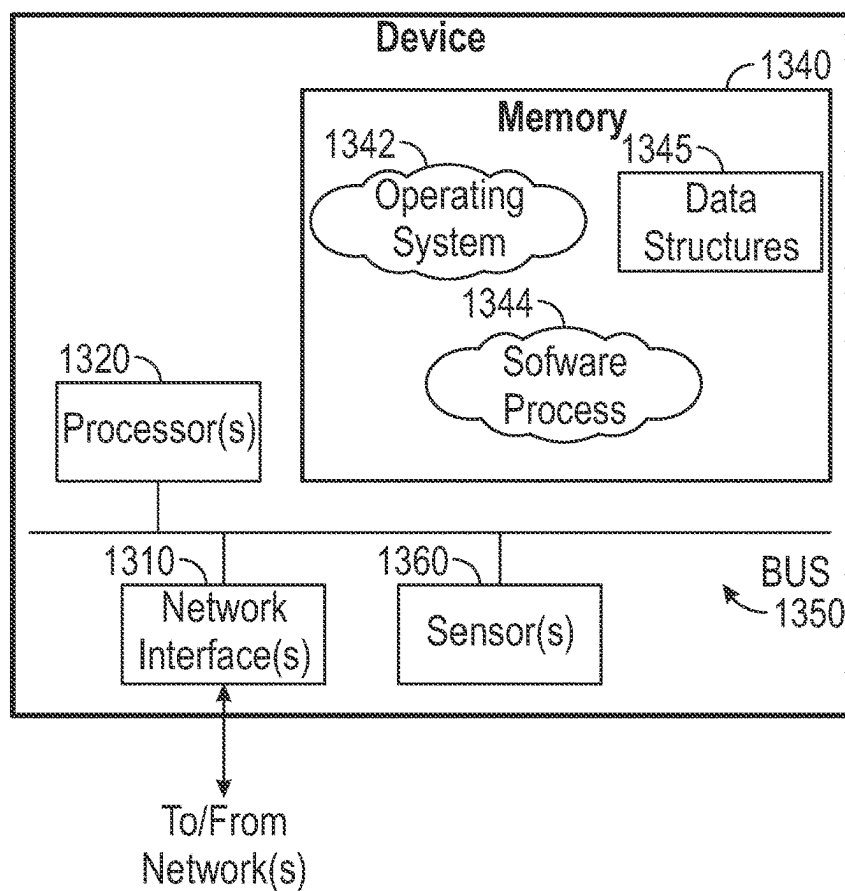 Device
1340
Memory
1342
1345
Operating
System
Data
Structures
1344
Sofware
Process
1320
Processor(s)
1310
1360
BUS
1350
Network
Interface(s)
Sensor(s)
To/From
Network(s)